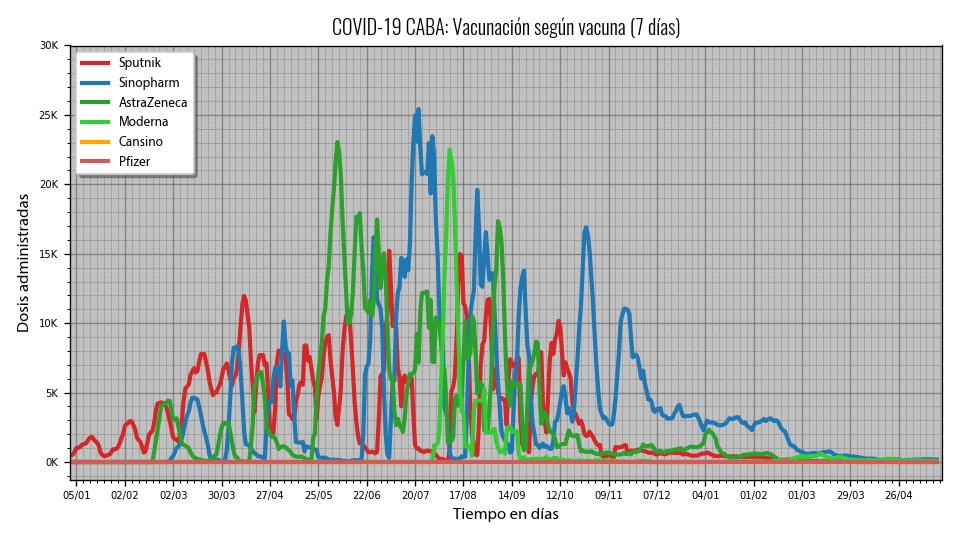 COVID-19 CABA: Vacunación según vacuna (7 días)
30K
25K
20K
15K
10K
5K
0K
Dosis administradas
Sputnik
Sinopharm
AstraZeneca
Moderna
Cansino
Pfizer
05/01 02/02 02/03 30/03 27/04 25/05 22/06 20/07 17/08 14/09 12/10 09/11 07/12 04/01 01/02 01/03 29/03 26/04
Tiempo en días